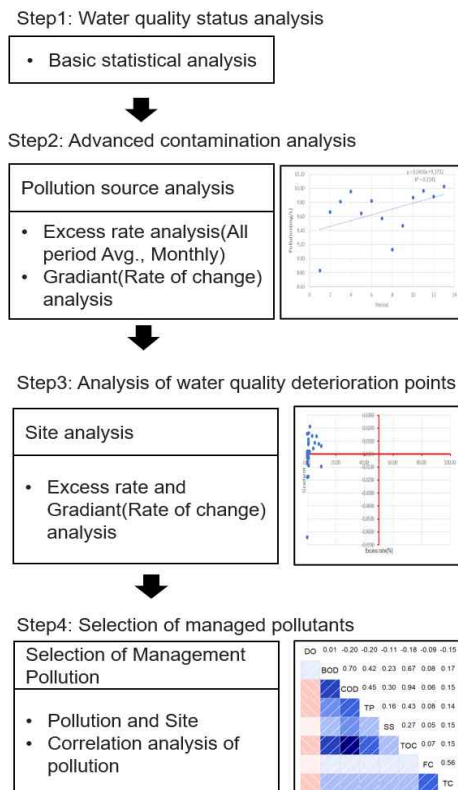 Step1: Water quality status analysis
• Basic statistical analysis
Step2: Advanced contamination analysis
Pollution source analysis
• Excess rate analysis(All
period Avg., Monthly)
• Gradiant(Rate of change)
analysis
Period
Step3: Analysis of water quality deterioration points
Site analysis
• Excess rate and
Gradiant(Rate of change)
analysis
Gradient
Excess rate(%)
Step4: Selection of managed pollutants
Selection of Management
Pollution
• Pollution and Site
• Correlation analysis of
pollution
DO 0.01 -0.20 -0.20 -0.11 -0.18 -0.09 -0.15
BOD 0.70 0.42 0.23 0.67 0.08 0.17
COD 0.45 0.30 0.94 0.06 0.15
TP 0.16 0.43 0.08 0.14
SS 0.27 0.05 0.15
TOC 0.07 0.15
FC 0.56
TC